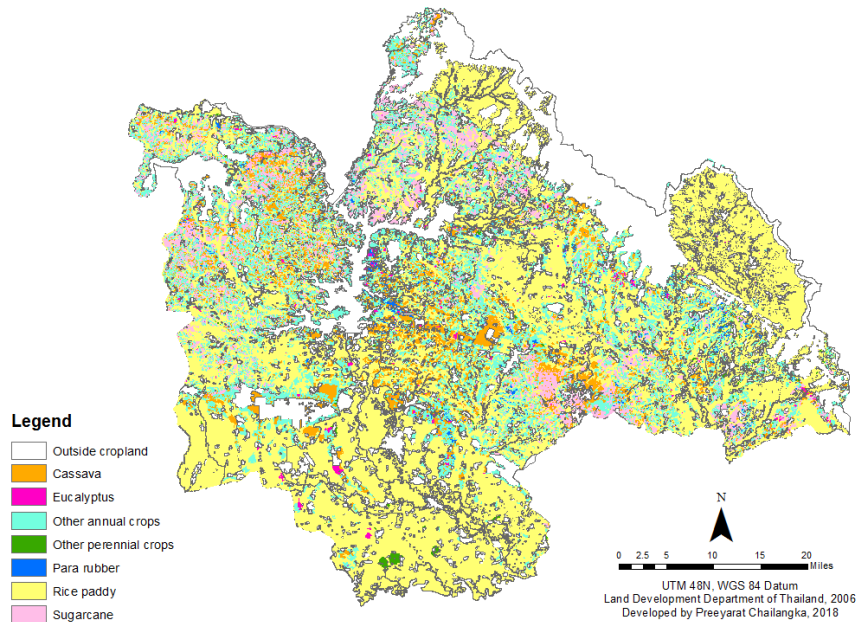 Legend
Outside cropland
Cassava
Eucalyptus
Other annual crops
Other perennial crops
Para rubber
Rice paddy
Sugarcane
N
0 2.5 5 10 15 20
Miles
UTM 48N, WGS 84 Datum
Land Development Department of Thailand, 2006
Developed by Preeyarat Chailangka, 2018